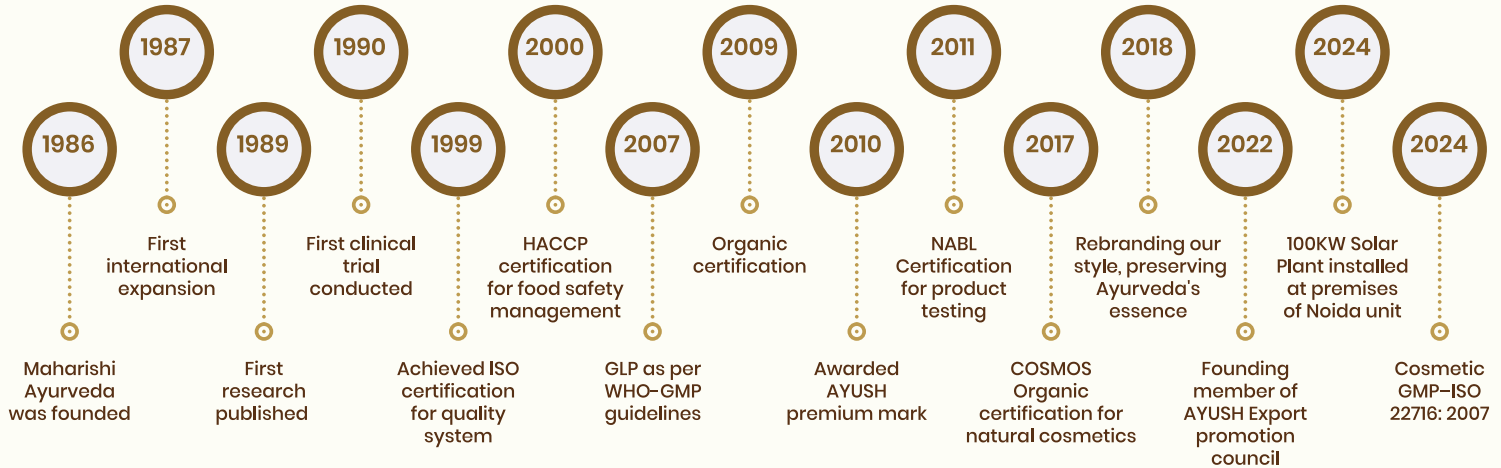 1986
Maharishi
Ayurveda
was founded
1987
First
international
expansion
1989
First
research
published
1990
First clinical
trial
conducted
1999
Achieved ISO
certification
for quality
system
2000
HACCP
certification
for food safety
management
2007
GLP as per
WHO-GMP
guidelines
2009
Organic
certification
2010
Awarded
AYUSH
premium mark
2011
NABL
Certification
for product
testing
2017
COSMOS
Organic
certification for
natural cosmetics
2018
Rebranding our
style, preserving
Ayurveda's
essence
2022
Founding
member of
AYUSH Export
promotion
council
2024
100KW Solar
Plant installed
at premises
of Noida unit
2024
Cosmetic
GMP–ISO
22716: 2007